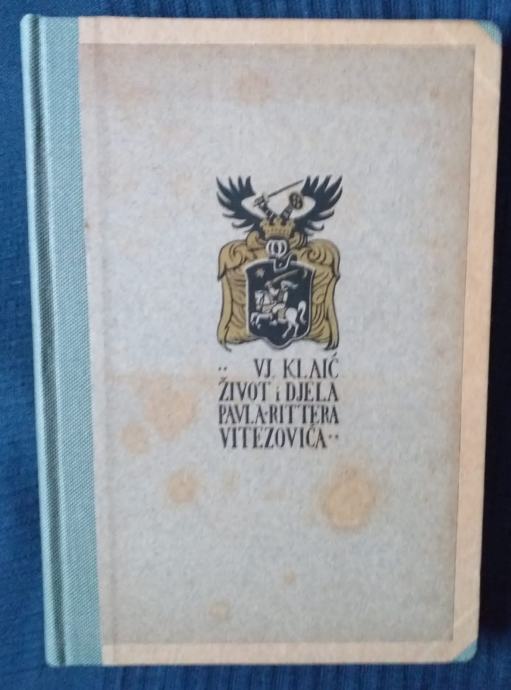 ·· VJ. KLAIĆ
ŽIVOT i DJELA
PAVLA·RITTERA
VITEZOVIĆA··